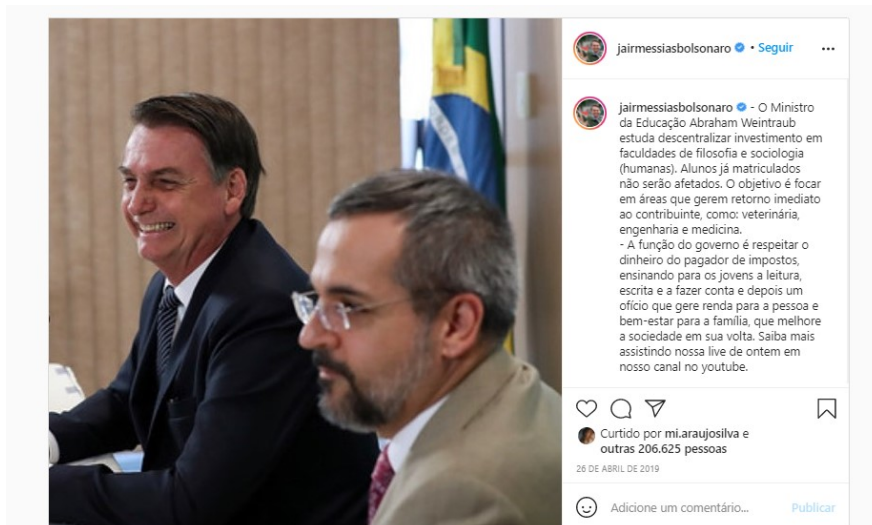 jairmessiasbolsonaro • Seguir
jairmessiasbolsonaro - O Ministro
da Educação Abraham Weintraub
estuda descentralizar investimento em
faculdades de filosofia e sociologia
(humanas). Alunos já matriculados
não serão afetados. O objetivo é focar
em áreas que gerem retorno imediato
ao contribuinte, como: veterinária,
engenharia e medicina.
- A função do governo é respeitar o
dinheiro do pagador de impostos,
ensinando para os jovens a leitura,
escrita e a fazer conta e depois um
ofício que gere renda para a pessoa e
bem-estar para a família, que melhore
a sociedade em sua volta. Saiba mais
assistindo nossa live de ontem em
nosso canal no youtube.
Curtido por mi.araujosilva e
outras 206.625 pessoas
26 DE ABRIL DE 2019
Adicione um comentário... Publicar